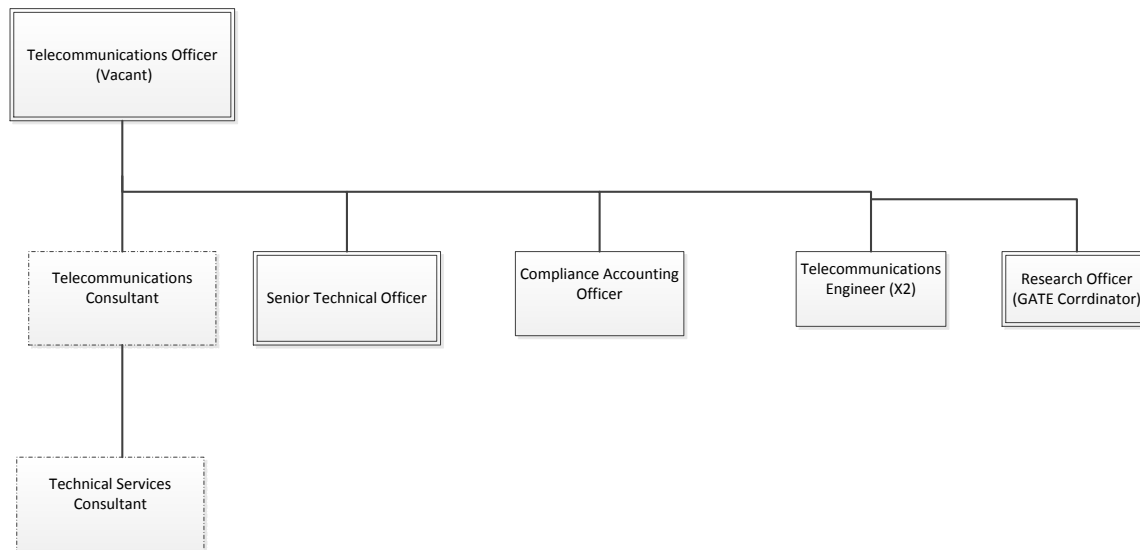 Telecommunications Officer
(Vacant)
Telecommunications
Consultant
Senior Technical Officer
Compliance Accounting
Officer
Telecommunications
Engineer (X2)
Research Officer
(GATE Corrdinator)
Technical Services
Consultant